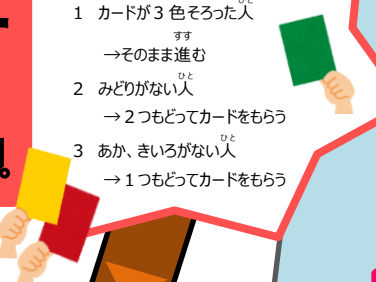 1 カードが3色そろった人
→そのまま進む
2 みどりがない人
→2つもどってカードをもらう
3 あか、きいろがない人
→1つもどってカードをもらう
。